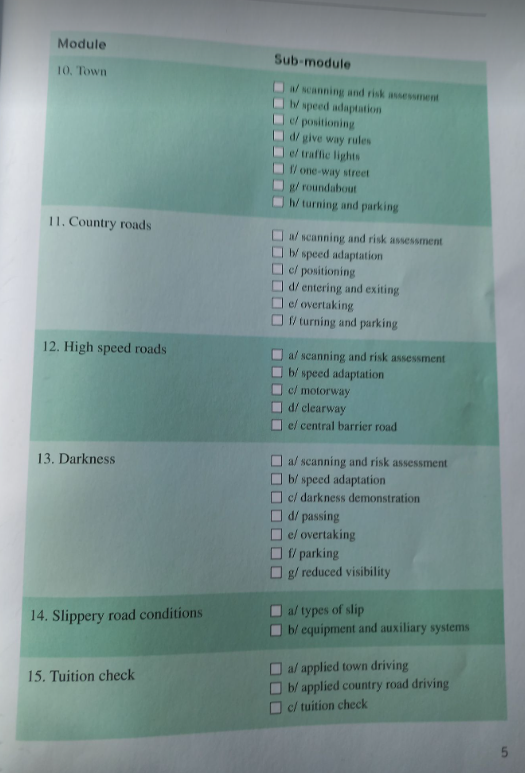 Module
Sub-module
10. Town
a/ scanning and risk assessment
b/ speed adaptation
c/ positioning
d/ give way rules
e/ traffic lights
f/ one-way street
g/ roundabout
h/ turning and parking
11. Country roads
a/ scanning and risk assessment
b/ speed adaptation
c/ positioning
d/ entering and exiting
e/ overtaking
f/ turning and parking
12. High speed roads
a/ scanning and risk assessment
b/ speed adaptation
c/ motorway
d/ clearway
e/ central barrier road
13. Darkness
a/ scanning and risk assessment
b/ speed adaptation
c/ darkness demonstration
d/ passing
e/ overtaking
f/ parking
g/ reduced visibility
14. Slippery road conditions
a/ types of slip
b/ equipment and auxiliary systems
15. Tuition check
a/ applied town driving
b/ applied country road driving
c/ tuition check
5